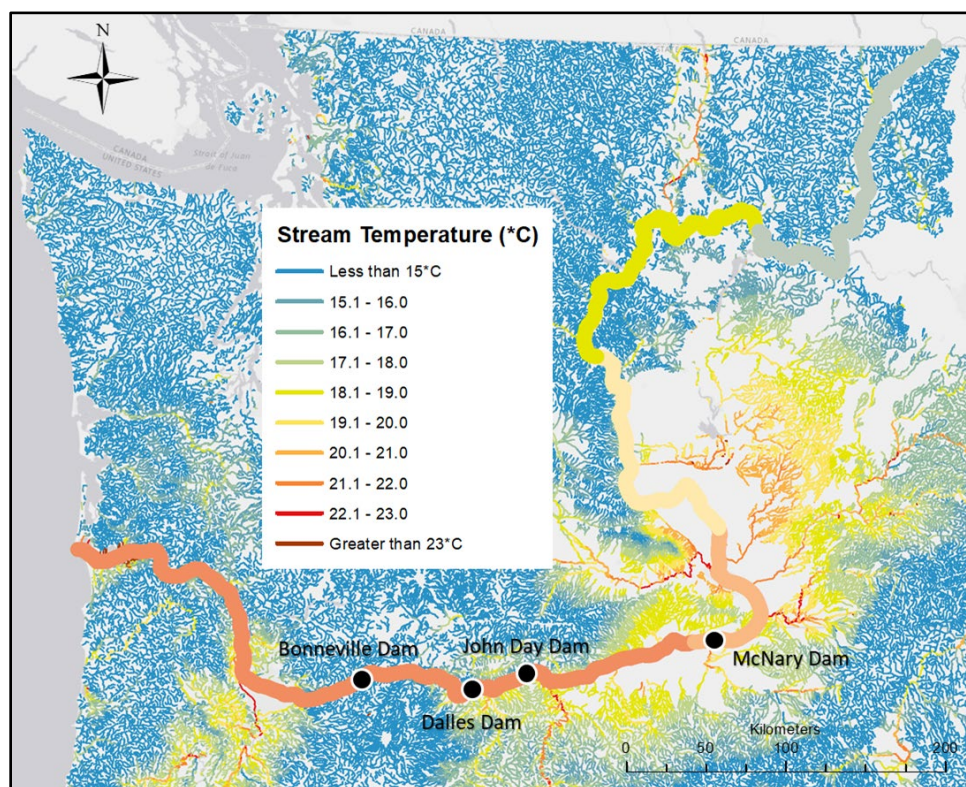 N
CANADA
CANADA
CANADA
UNITED STATES
Strait of Juan
de Fuca
Stream Temperature (*C)
Less than 15*C
15.1 - 16.0
16.1 - 17.0
17.1 - 18.0
18.1 - 19.0
19.1 - 20.0
20.1 - 21.0
21.1 - 22.0
22.1 - 23.0
Greater than 23*C
Bonneville Dam
John Day Dam
McNary Dam
Dalles Dam
Kilometers
0 50 100 200